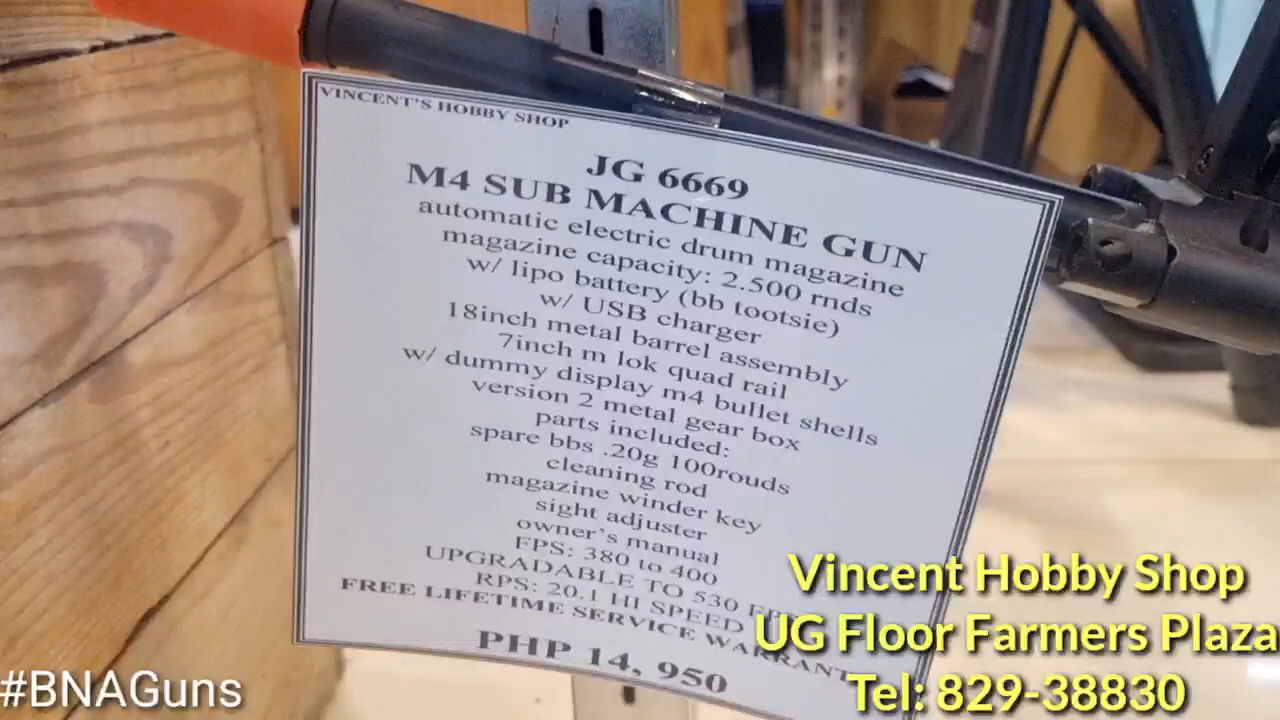 VINCENT'S HOBBY SHOP
JG 6669
M4 SUB MACHINE GUN
automatic electric drum magazine
magazine capacity: 2.500 rnds
w/ lipo battery (bb tootsie)
w/ USB charger
18inch metal barrel assembly
7inch m lok quad rail
w/ dummy display m4 bullet shells
version 2 metal gear box
parts included:
spare bbs .20g 100rouds
cleaning rod
magazine winder key
sight adjuster
owner's manual
FPS: 380 to 400
UPGRADABLE TO 530
RPS: 20.1 HI SPEED
FREE LIFETIME SERVICE
PHP 14, 950
Vincent Hobby Shop
UG Floor Farmers Plaza
Tel: 829-38830
#BNAGuns